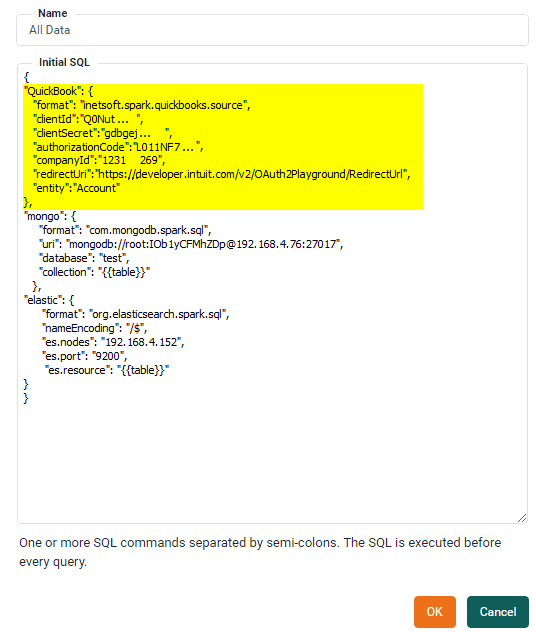 Name
All Data
Initial SQL
{
"QuickBook": {
"format": "inetsoft.spark.quickbooks.source",
"clientId":"Q0Nut ... ",
"clientSecret":"gdbgej ... ",
"authorizationCode":"L011NF7 ... ",
"companyId":"1231 269",
"redirectUri":"https://developer.intuit.com/v2/OAuth2Playground/RedirectUrl",
"entity":"Account"
},
"mongo": {
"format": "com.mongodb.spark.sql",
"uri": "mongodb://root:IOb1yCFMhZDp@192.168.4.76:27017",
"database": "test",
"collection": "{{table}}"
},
"elastic": {
"format": "org.elasticsearch.spark.sql",
"nameEncoding": "/$",
"es.nodes": "192.168.4.152",
"es.port": "9200",
"es.resource": "{{table}}"
}
}
One or more SQL commands separated by semi-colons. The SQL is executed before
every query.
OK
Cancel